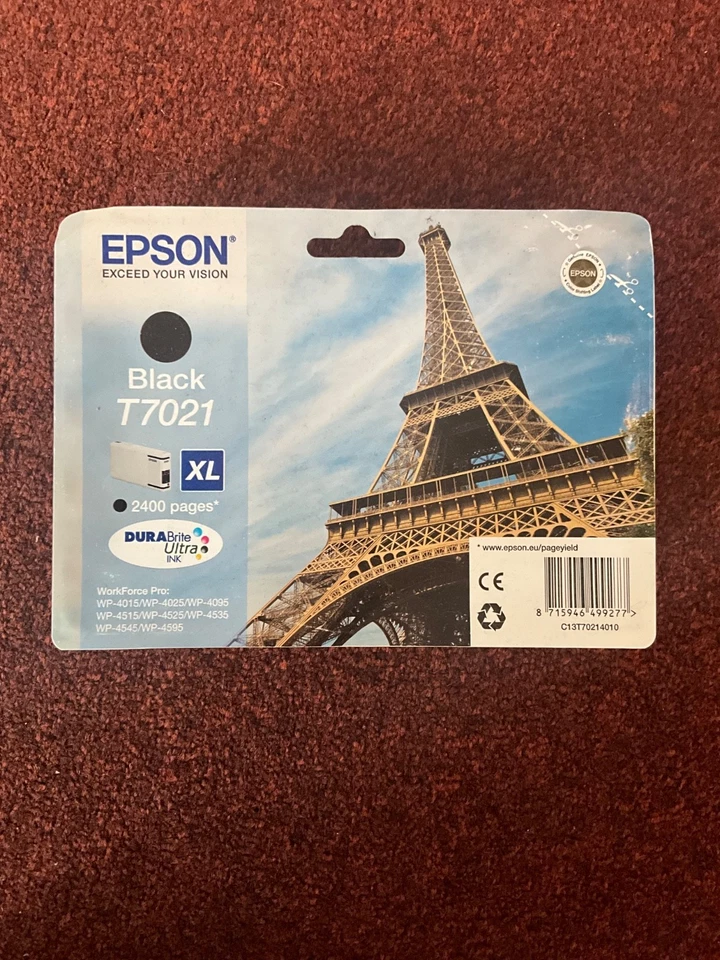 EPSON®
EXCEED YOUR VISION
Black
T7021
XL
2400 pages*
DURABrite
Ultra
INK
WorkForce Pro:
WP-4015/WP-4025/WP-4095
WP-4515/WP-4525/WP-4535
WP-4545/WP-4595
EPSON
* www.epson.eu/pageyield
CE
8 715946 499277 >
C13T70214010